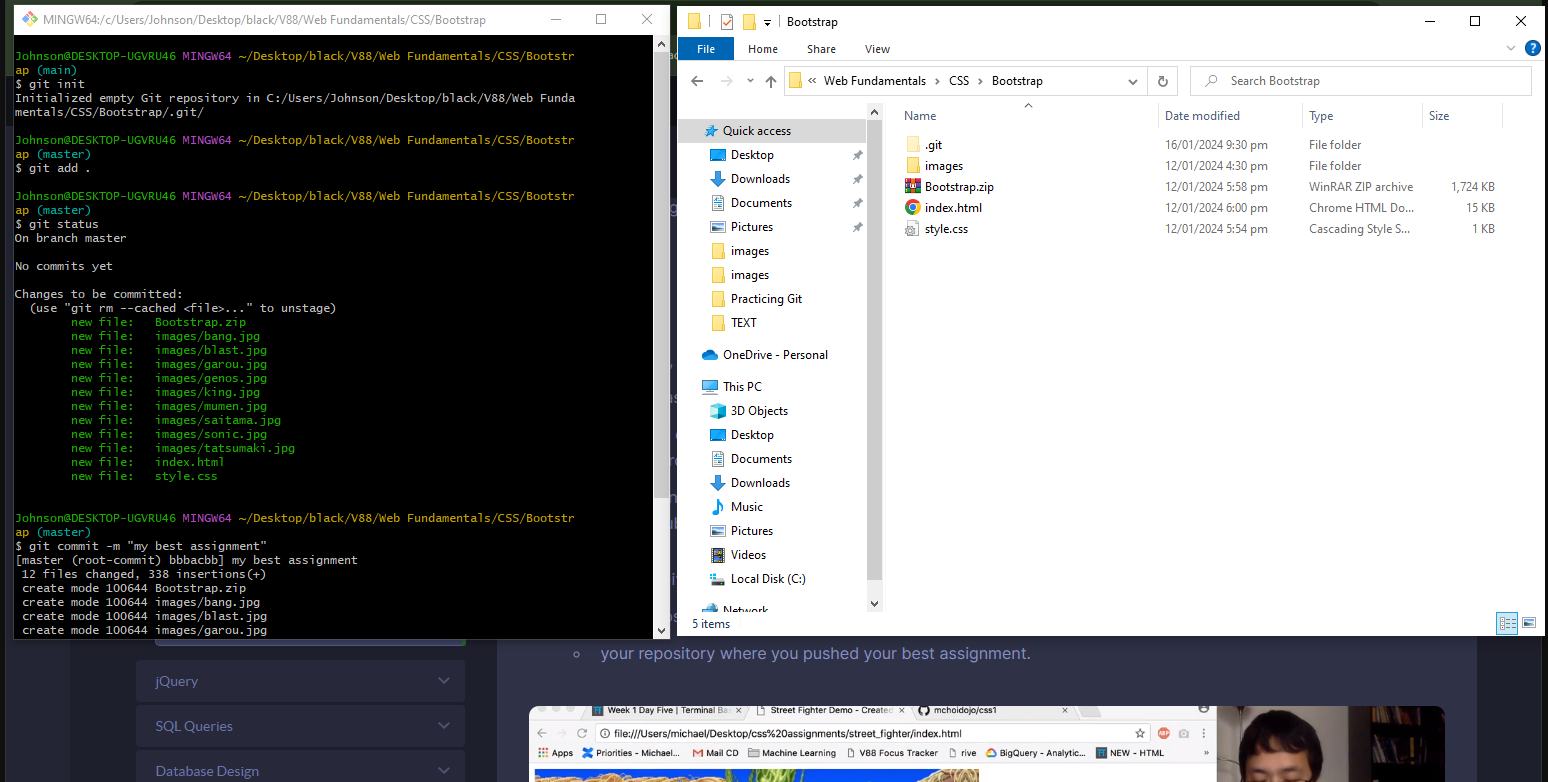 MINGW64:/c/Users/Johnson/Desktop/black/V88/Web Fundamentals/CSS/Bootstrap
Johnson@DESKTOP-UGVRU46 MINGW64 ~/Desktop/black/V88/Web Fundamentals/CSS/Bootstr
ap (main)
$ git init
Initialized empty Git repository in C:/Users/Johnson/Desktop/black/V88/Web Funda
mentals/CSS/Bootstrap/.git/
Johnson@DESKTOP-UGVRU46 MINGW64 ~/Desktop/black/V88/Web Fundamentals/CSS/Bootstr
ap (master)
$ git add .
Johnson@DESKTOP-UGVRU46 MINGW64 ~/Desktop/black/V88/Web Fundamentals/CSS/Bootstr
ap (master)
$ git status
On branch master
No commits yet
Changes to be committed:
(use "git rm --cached <file>..." to unstage)
new file: Bootstrap.zip
new file: images/bang.jpg
new file: images/blast.jpg
new file: images/garou.jpg
new file: images/genos.jpg
new file: images/king.jpg
new file: images/mumen.jpg
new file: images/saitama.jpg
new file: images/sonic.jpg
new file: images/tatsumaki.jpg
new file: index.html
new file: style.css
Johnson@DESKTOP-UGVRU46 MINGW64 ~/Desktop/black/V88/Web Fundamentals/CSS/Bootstr
ap (master)
$ git commit -m "my best assignment"
[master (root-commit) bbbacbb] my best assignment
12 files changed, 338 insertions(+)
create mode 100644 Bootstrap.zip
create mode 100644 images/bang.jpg
create mode 100644 images/blast.jpg
create mode 100644 images/garou.jpg
Bootstrap
File Home Share View
« Web Fundamentals > CSS > Bootstrap
Search Bootstrap
Quick access
Desktop
Downloads
Documents
Pictures
images
images
Practicing Git
TEXT
OneDrive - Personal
This PC
3D Objects
Desktop
Documents
Downloads
Music
Pictures
Videos
Local Disk (C:)
Network
Name Date modified Type Size
.git 16/01/2024 9:30 pm File folder
images 12/01/2024 4:30 pm File folder
Bootstrap.zip 12/01/2024 5:58 pm WinRAR ZIP archive 1,724 KB
index.html 12/01/2024 6:00 pm Chrome HTML Do... 15 KB
style.css 12/01/2024 5:54 pm Cascading Style S... 1 KB
5 items
jQuery
SQL Queries
Database Design
your repository where you pushed your best assignment.
Week 1 Day Five | Terminal Bas Street Fighter Demo - Created mchoidojo/css1
file:///Users/michael/Desktop/css%20assignments/street_fighter/index.html
Apps Priorities - Michael... Mail CD Machine Learning V88 Focus Tracker rive BigQuery - Analytic... NEW - HTML »